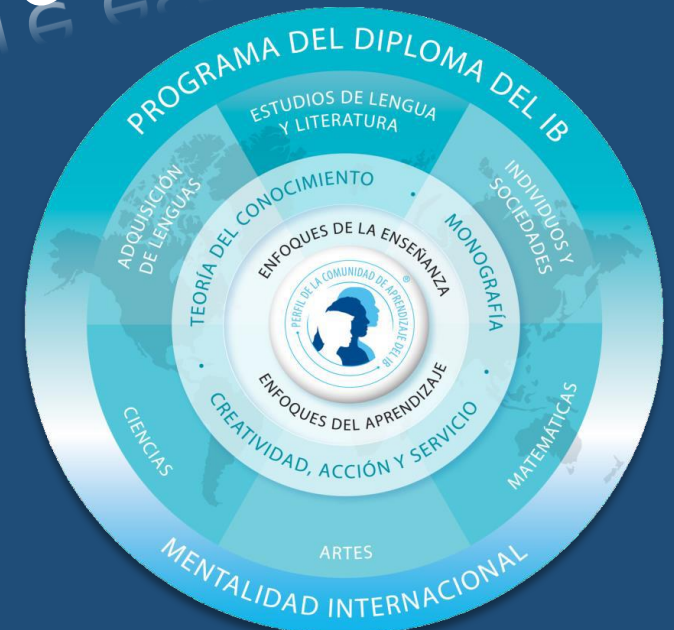 PROGRAMA DEL DIPLOMA DEL IB
ESTUDIOS DE LENGUA
Y LITERATURA
ADQUISICIÓN
DE LENGUAS
INDIVIDUOS Y
SOCIEDADES
TEORÍA DEL CONOCIMIENTO
MONOGRAFÍA
ENFOQUES DE LA ENSEÑANZA
• PERFIL DE LA COMUNIDAD DE APRENDIZAJE DEL IB ®
ENFOQUES DEL APRENDIZAJE
CREATIVIDAD, ACCIÓN Y SERVICIO
CIENCIAS
MATEMÁTICAS
ARTES
MENTALIDAD INTERNACIONAL